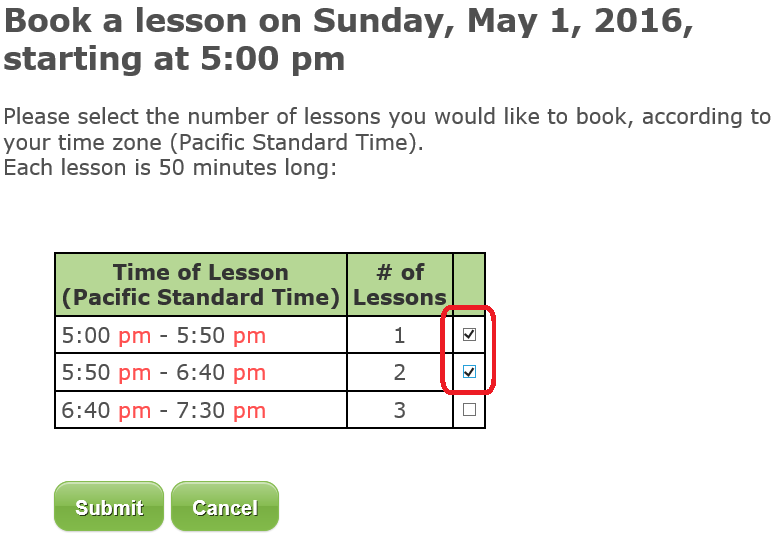 Book a lesson on Sunday, May 1, 2016,
starting at 5:00 pm
Please select the number of lessons you would like to book, according to
your time zone (Pacific Standard Time).
Each lesson is 50 minutes long:
Time of Lesson
(Pacific Standard Time)
# of
Lessons
5:00 pm - 5:50 pm 1
5:50 pm - 6:40 pm 2
6:40 pm - 7:30 pm 3
Submit Cancel